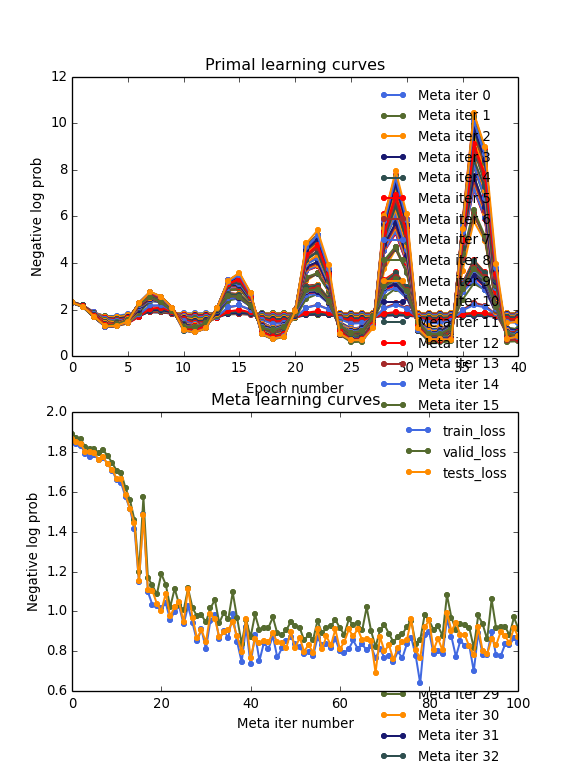 Primal learning curves
12
10
8
6
4
2
0
0 5 10 15 20 25 30 35 40
Negative log prob
Epoch number
Meta iter 0
Meta iter 1
Meta iter 2
Meta iter 3
Meta iter 4
Meta iter 5
Meta iter 6
Meta iter 7
Meta iter 8
Meta iter 9
Meta iter 10
Meta iter 11
Meta iter 12
Meta iter 13
Meta iter 14
Meta iter 15
Meta learning curves
2.0
1.8
1.6
1.4
1.2
1.0
0.8
0.6
0 20 40 60 80 100
Negative log prob
Meta iter number
train_loss
valid_loss
tests_loss
Meta iter 29
Meta iter 30
Meta iter 31
Meta iter 32